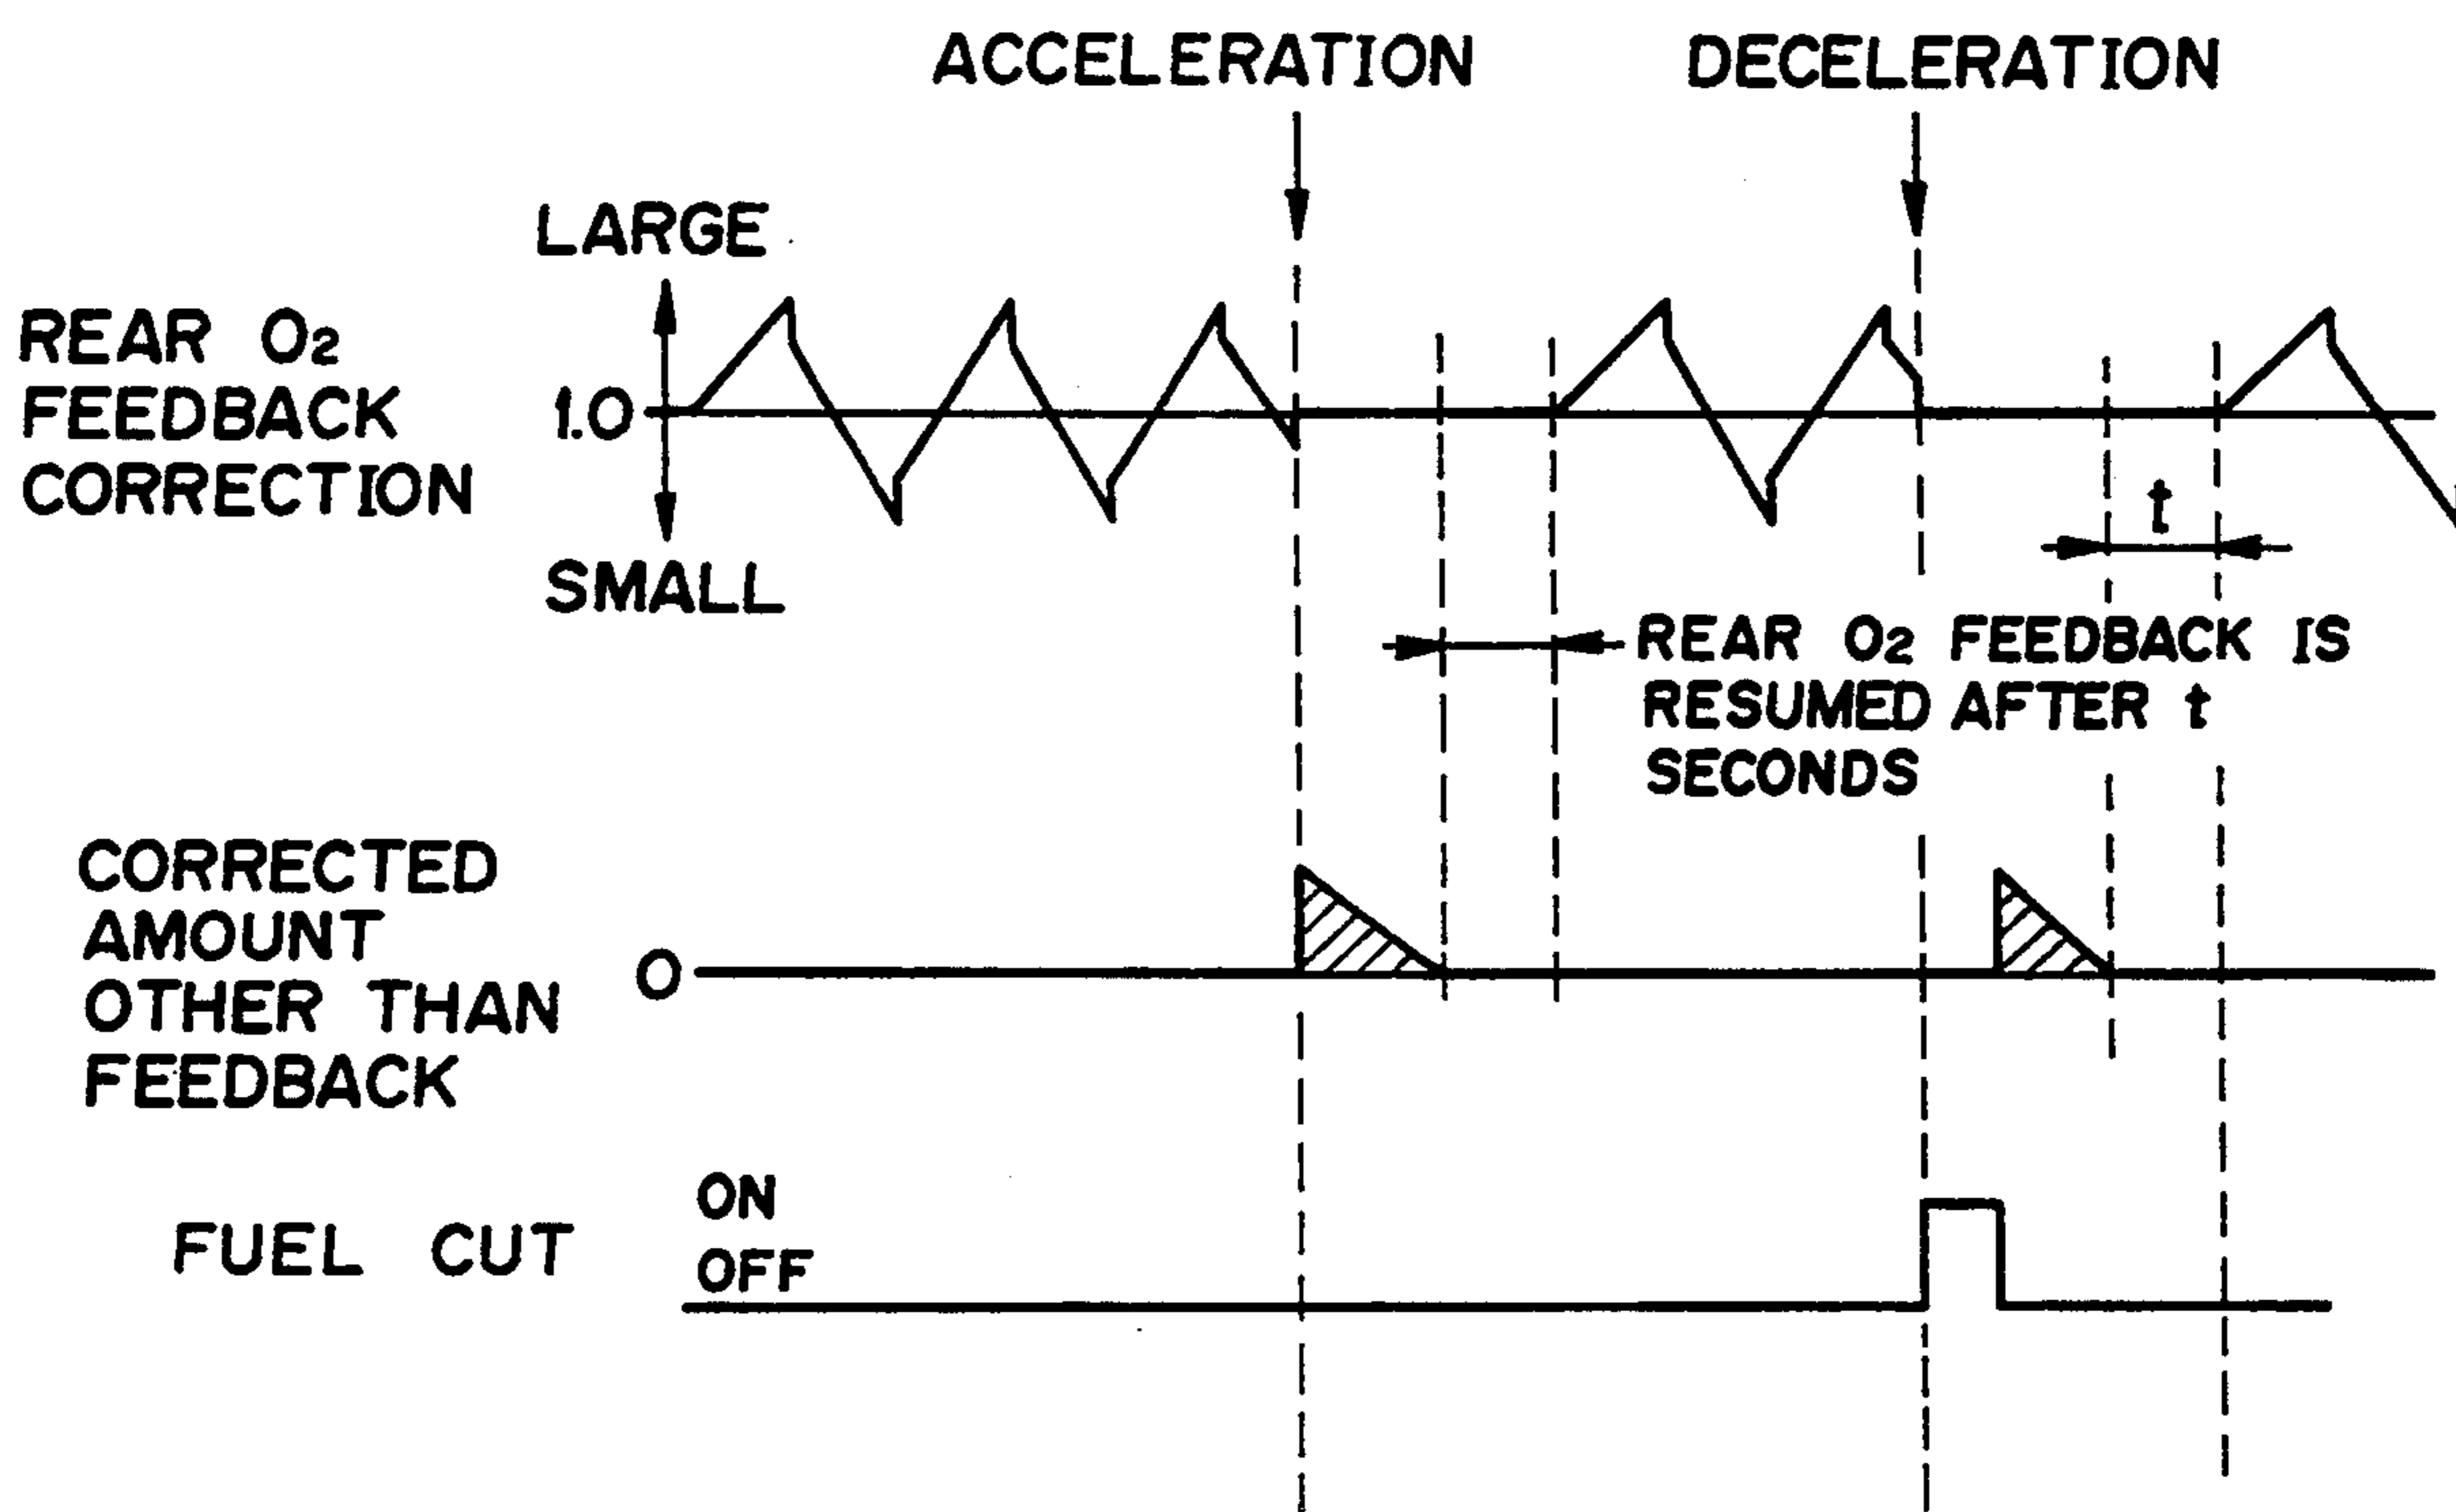 ACCELERATION
DECELERATION
LARGE
REAR O2
FEEDBACK
CORRECTION
1.0
SMALL
t
REAR O2 FEEDBACK IS
RESUMED AFTER t
SECONDS
CORRECTED
AMOUNT
OTHER THAN
FEEDBACK
0
FUEL CUT
ON
OFF